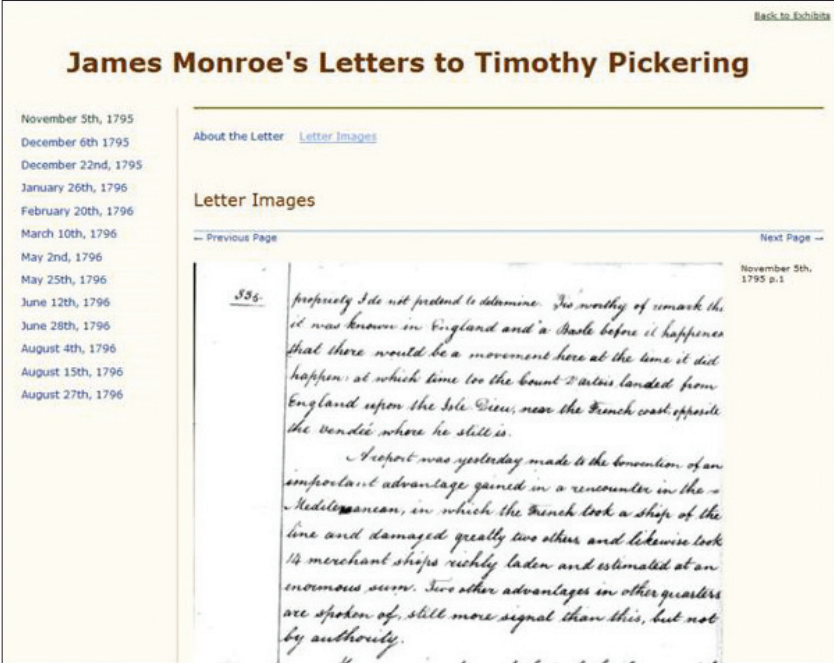 Back to Exhibits
James Monroe's Letters to Timothy Pickering
November 5th, 1795
December 6th 1795
December 22nd, 1795
January 26th, 1796
February 20th, 1796
March 10th, 1796
May 2nd, 1796
May 25th, 1796
June 12th, 1796
June 28th, 1796
August 4th, 1796
August 15th, 1796
August 27th, 1796
About the Letter Letter Images
Letter Images
← Previous Page Next Page →
November 5th,
1795 p.1
propriety I do not pretend to determine. Tis worthy of remark
it was known in England and a Basle before it
that there would be a movement here at the time it did
happen: at which time too the Count D'artois landed from
England upon the Isle Dieu, near the French coast, opposite
the vendée where he still is.
A report was yesterday made to the Convention of an
important advantage gained in a rencounter in the
Mediterranean, in which the French took a ship of the
line and damaged greatly two others and likewise took
14 merchant ships richly laden and estimated at an
enormous sum. Two other advantages in other quarters
are spoken of, still more signal than this, but not
by authority.